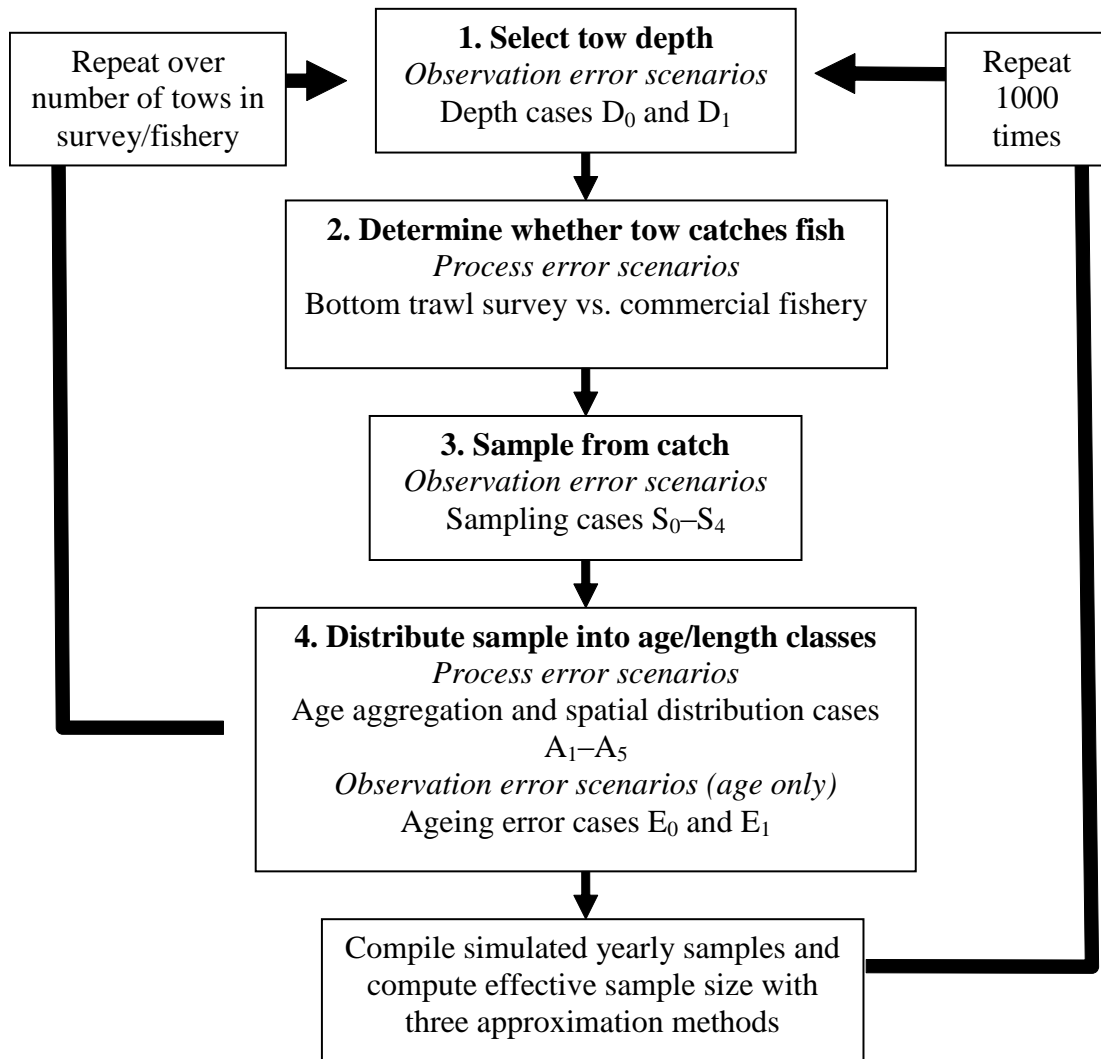 Repeat over
number of tows in
survey/fishery
1. Select tow depth
Observation error scenarios
Depth cases D₀ and D₁
Repeat
1000
times
2. Determine whether tow catches fish
Process error scenarios
Bottom trawl survey vs. commercial fishery
3. Sample from catch
Observation error scenarios
Sampling cases S₀–S₄
4. Distribute sample into age/length classes
Process error scenarios
Age aggregation and spatial distribution cases
A₁–A₅
Observation error scenarios (age only)
Ageing error cases E₀ and E₁
Compile simulated yearly samples and
compute effective sample size with
three approximation methods